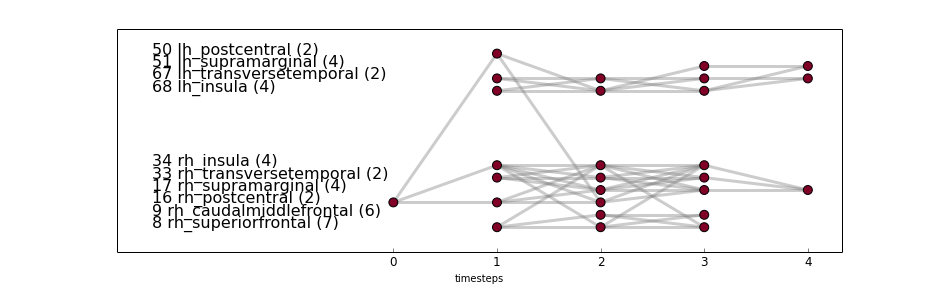 50 lh_postcentral (2)
51 lh_supramarginal (4)
67 lh_transversetemporal (2)
68 lh_insula (4)
34 rh_insula (4)
33 rh_transversetemporal (2)
17 rh_supramarginal (4)
16 rh_postcentral (2)
9 rh_caudalmiddlefrontal (6)
8 rh_superiorfrontal (7)
0 1 2 3 4
timesteps